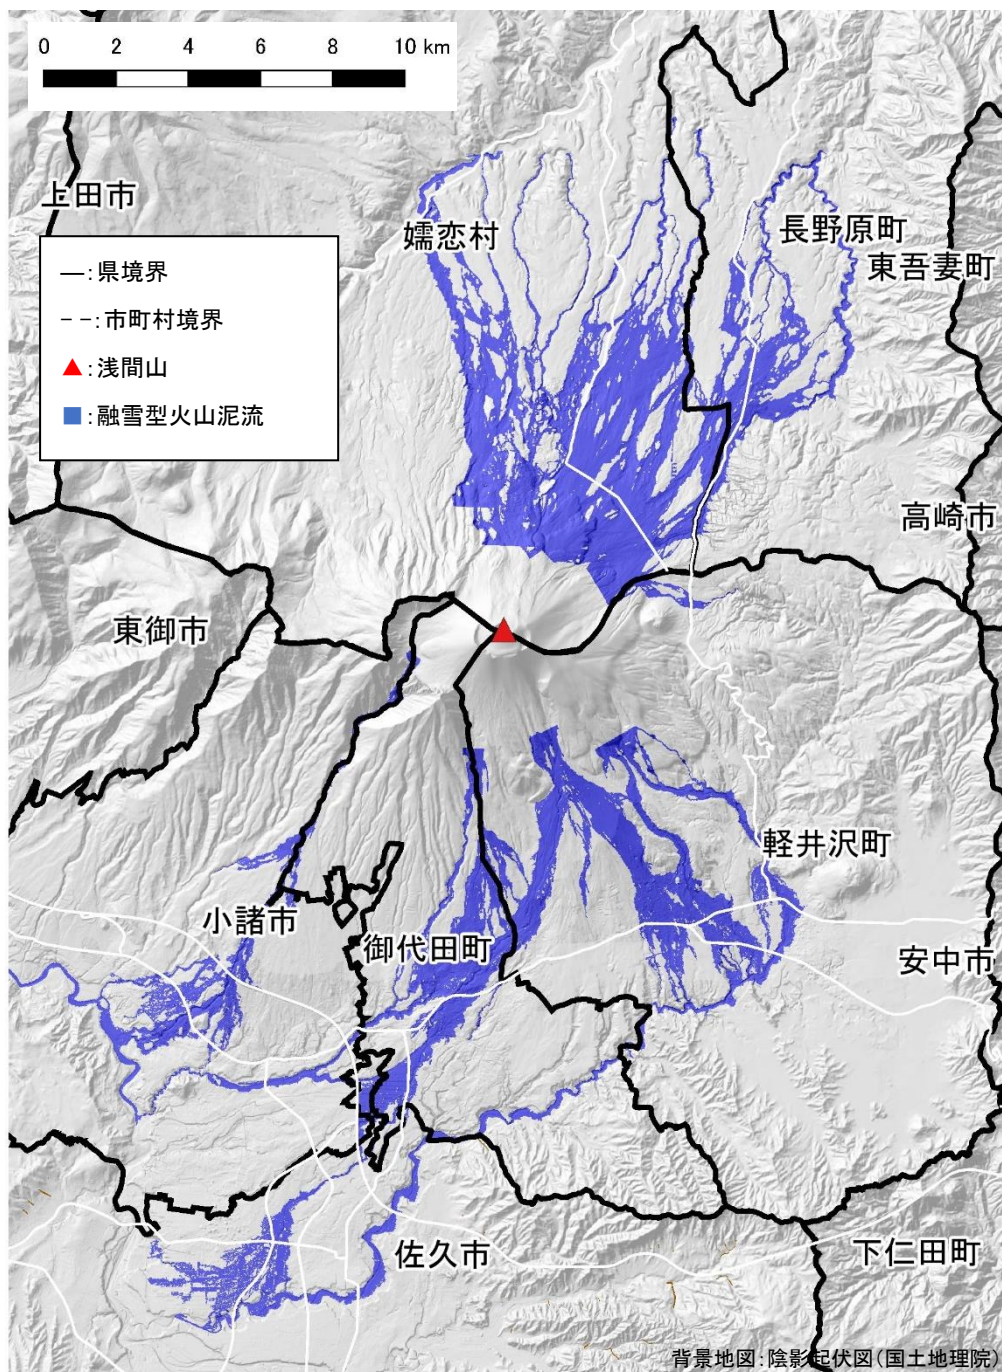 0 2 4 6 8 10 km
上田市
嬬恋村
長野原町
東吾妻町
―:県境界
--:市町村境界
▲:浅間山
■:融雪型火山泥流
高崎市
東御市
軽井沢町
小諸市
御代田町
安中市
佐久市
下仁田町
背景地図:陰影起伏図(国土地理院)